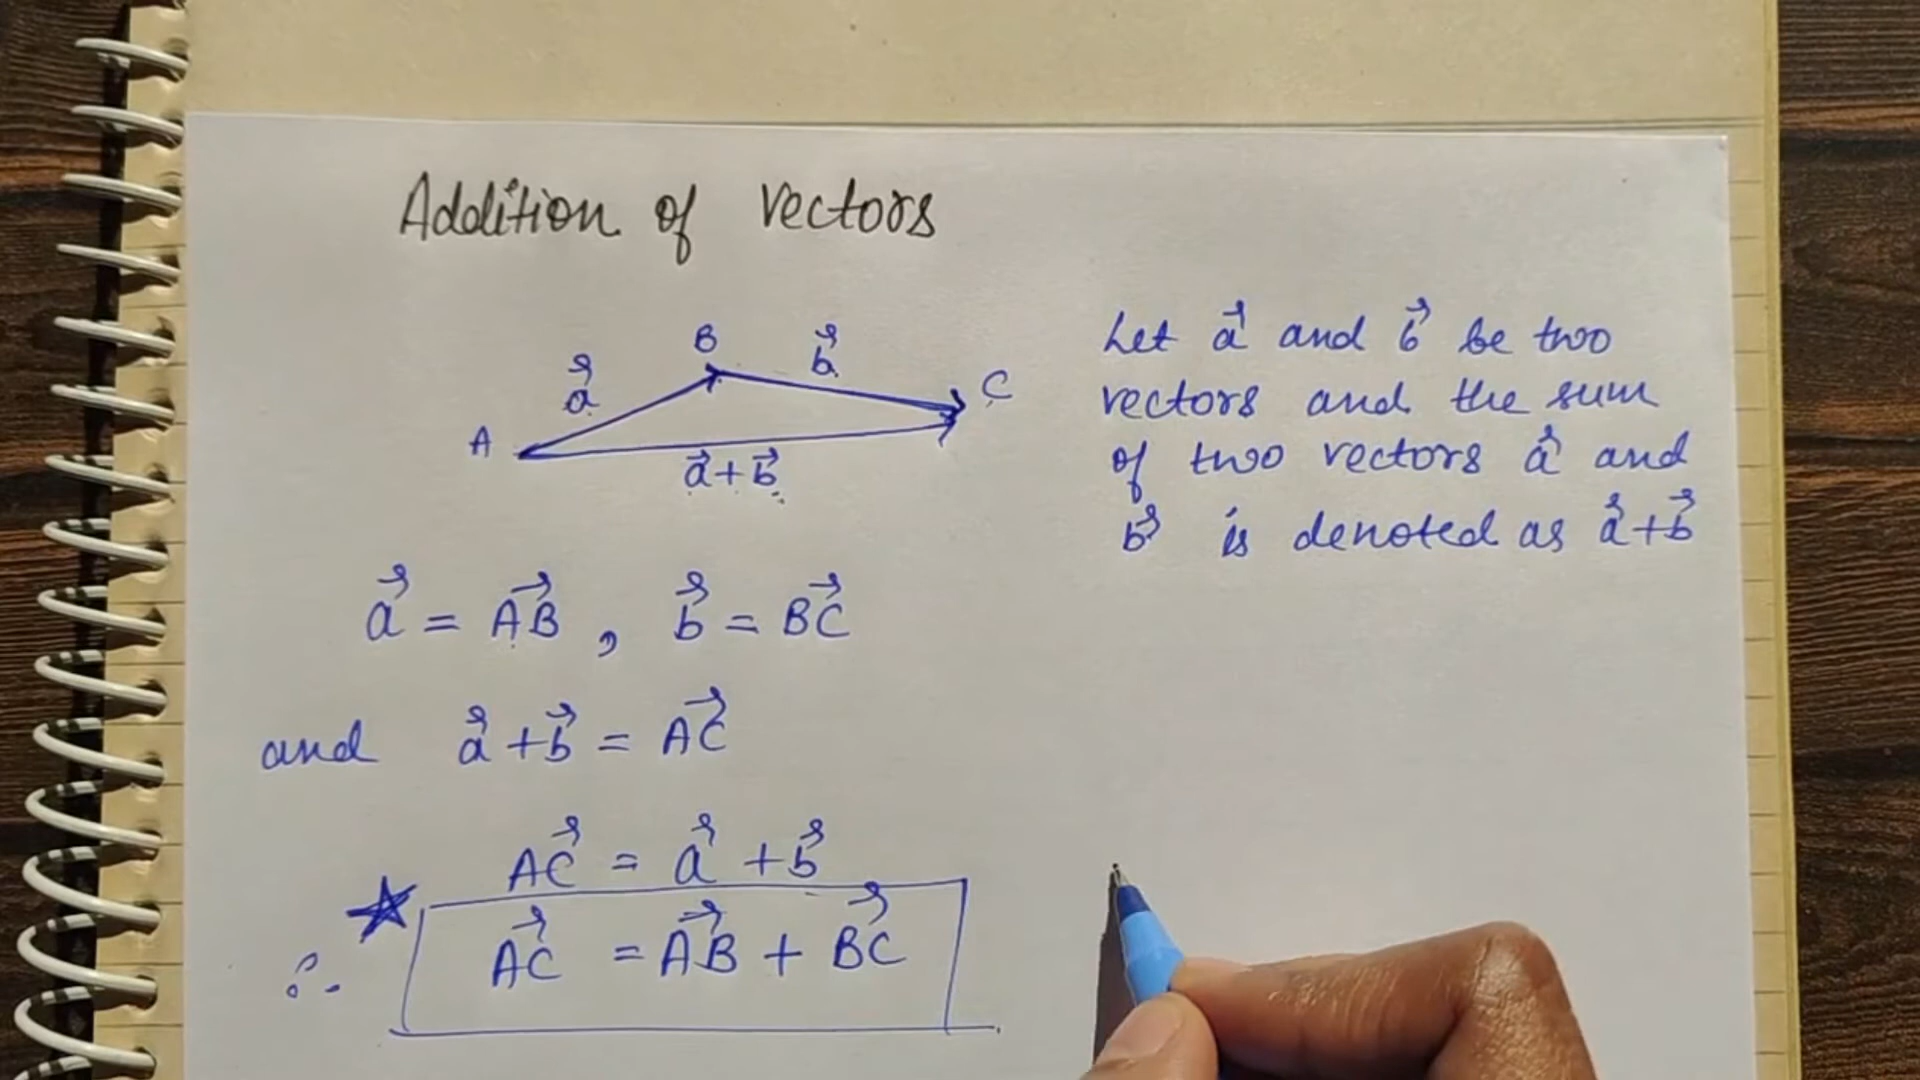 Addition of vectors
B
b⃗
a⃗
C
A
a⃗+b⃗
Let a⃗ and b⃗ be two
vectors and the sum
of two vectors a⃗ and
b⃗ is denoted as a⃗+b⃗
a⃗ = AB⃗ , b⃗ = BC⃗
and a⃗+b⃗ = AC⃗
AC⃗ = a⃗ + b⃗
∴ AC⃗ = AB⃗ + BC⃗